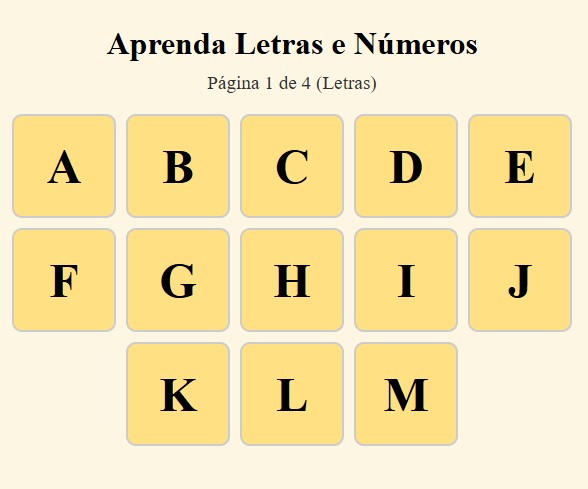 Aprenda Letras e Números
Página 1 de 4 (Letras)
A B C D E
F G H I J
K L M